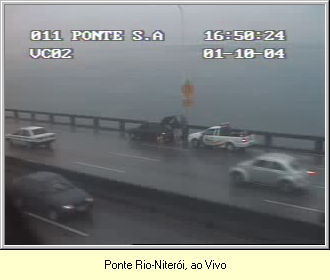 011 PONTE S.A 16:50:24
VC02 01-10-04
Ponte Rio-Niterói, ao Vivo